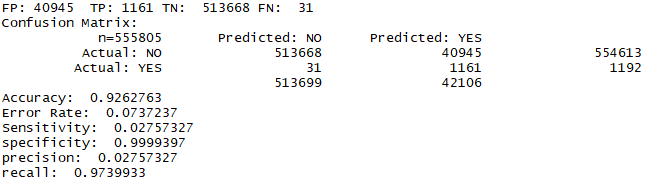 FP: 40945 TP: 1161 TN: 513668 FN: 31
Confusion Matrix:
n=555805 Predicted: NO Predicted: YES
Actual: NO 513668 40945 554613
Actual: YES 31 1161 1192
513699 42106
Accuracy: 0.9262763
Error Rate: 0.0737237
Sensitivity: 0.02757327
specificity: 0.9999397
precision: 0.02757327
recall: 0.9739933